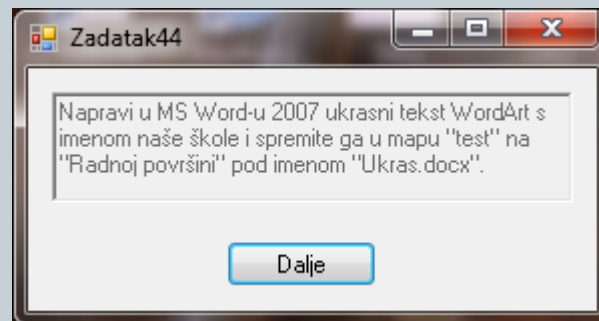 Zadatak44
Napravi u MS Word-u 2007 ukrasni tekst WordArt s
imenom naše škole i spremite ga u mapu "test" na
"Radnoj površini" pod imenom "Ukras.docx".
Dalje